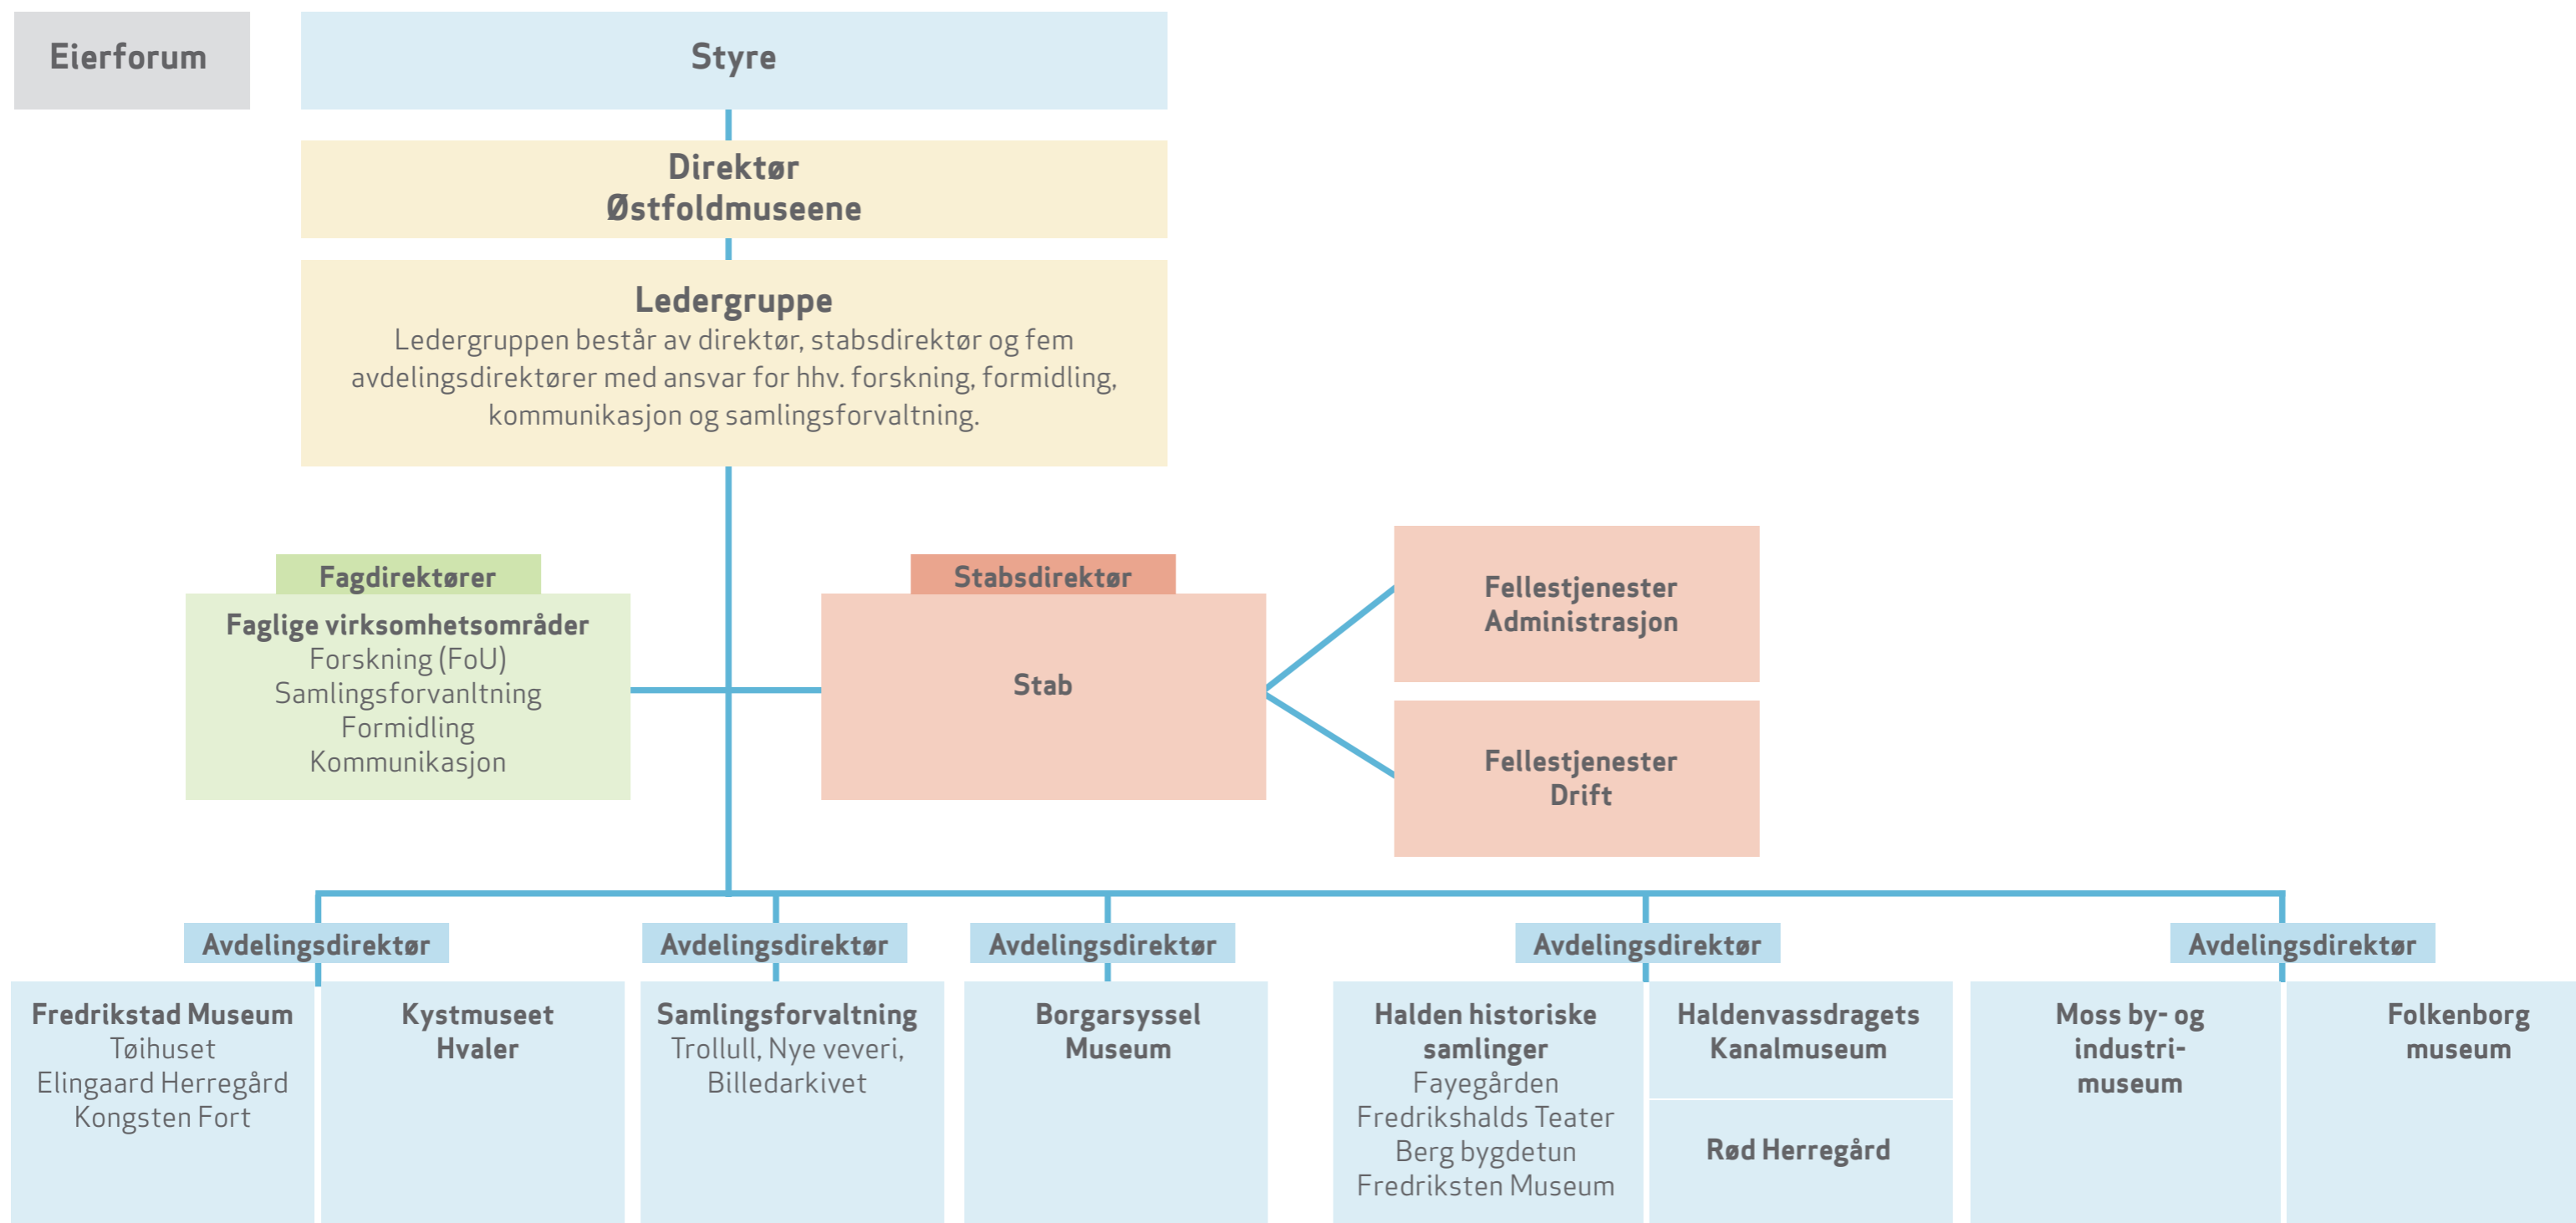 Eierforum
Styre
Direktør
Østfoldmuseene
Ledergruppe
Ledergruppen består av direktør, stabsdirektør og fem
avdelingsdirektører med ansvar for hhv. forskning, formidling,
kommunikasjon og samlingsforvaltning.
Fagdirektører
Faglige virksomhetsområder
Forskning (FoU)
Samlingsforvanltning
Formidling
Kommunikasjon
Stabsdirektør
Stab
Fellestjenester
Administrasjon
Fellestjenester
Drift
Avdelingsdirektør
Fredrikstad Museum
Tøihuset
Elingaard Herregård
Kongsten Fort
Kystmuseet
Hvaler
Avdelingsdirektør
Samlingsforvaltning
Trollull, Nye veveri,
Billedarkivet
Avdelingsdirektør
Borgarsyssel
Museum
Avdelingsdirektør
Halden historiske
samlinger
Fayegården
Fredrikshalds Teater
Berg bygdetun
Fredriksten Museum
Haldenvassdragets
Kanalmuseum
Rød Herregård
Avdelingsdirektør
Moss by- og
industri-
museum
Folkenborg
museum